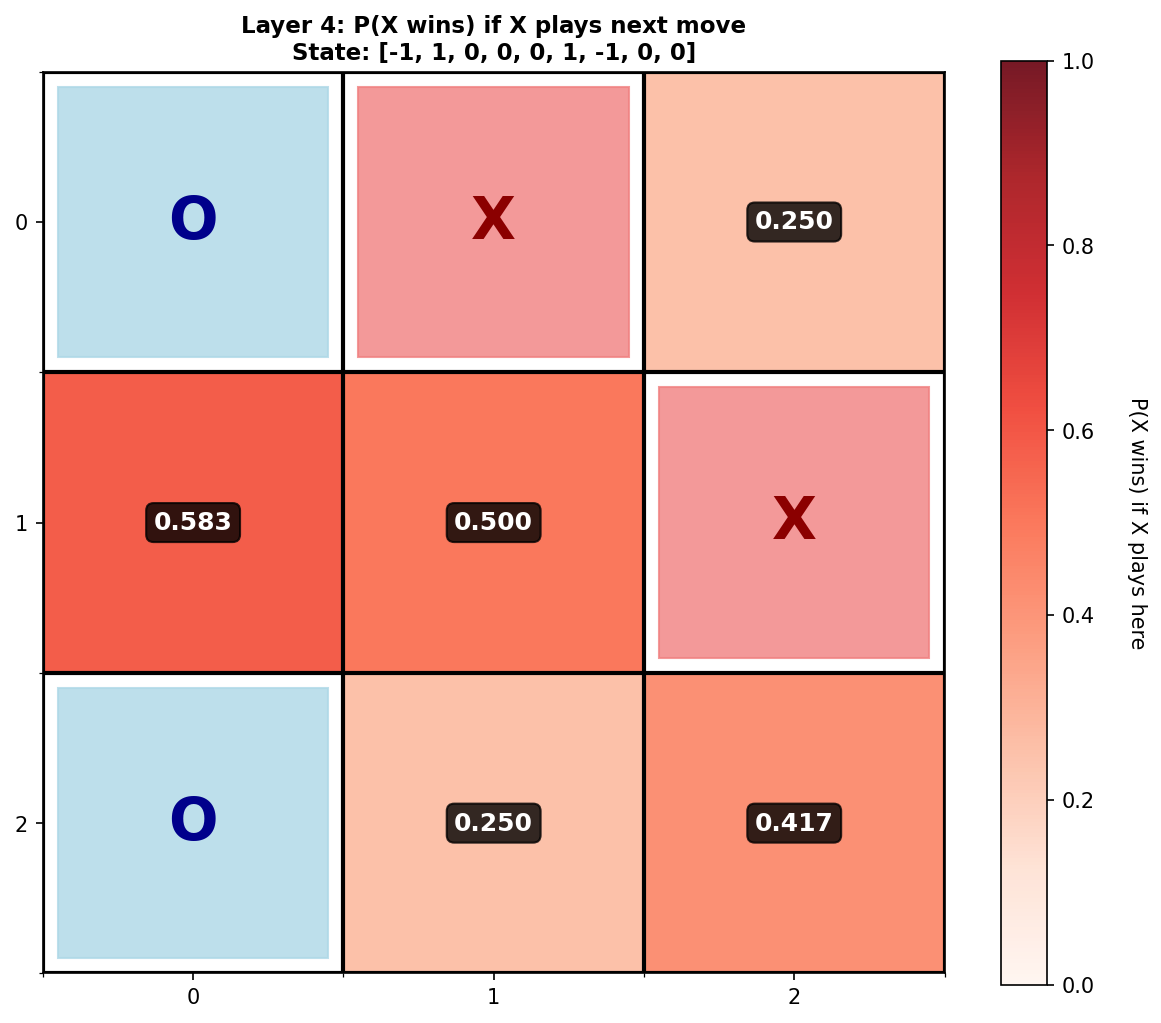 Layer 4: P(X wins) if X plays next move
State: [-1, 1, 0, 0, 0, 1, -1, 0, 0]
0
O
X
0.250
1
0.583
0.500
X
2
O
0.250
0.417
0
1
2
1.0
0.8
0.6
0.4
0.2
0.0
P(X wins) if X plays here